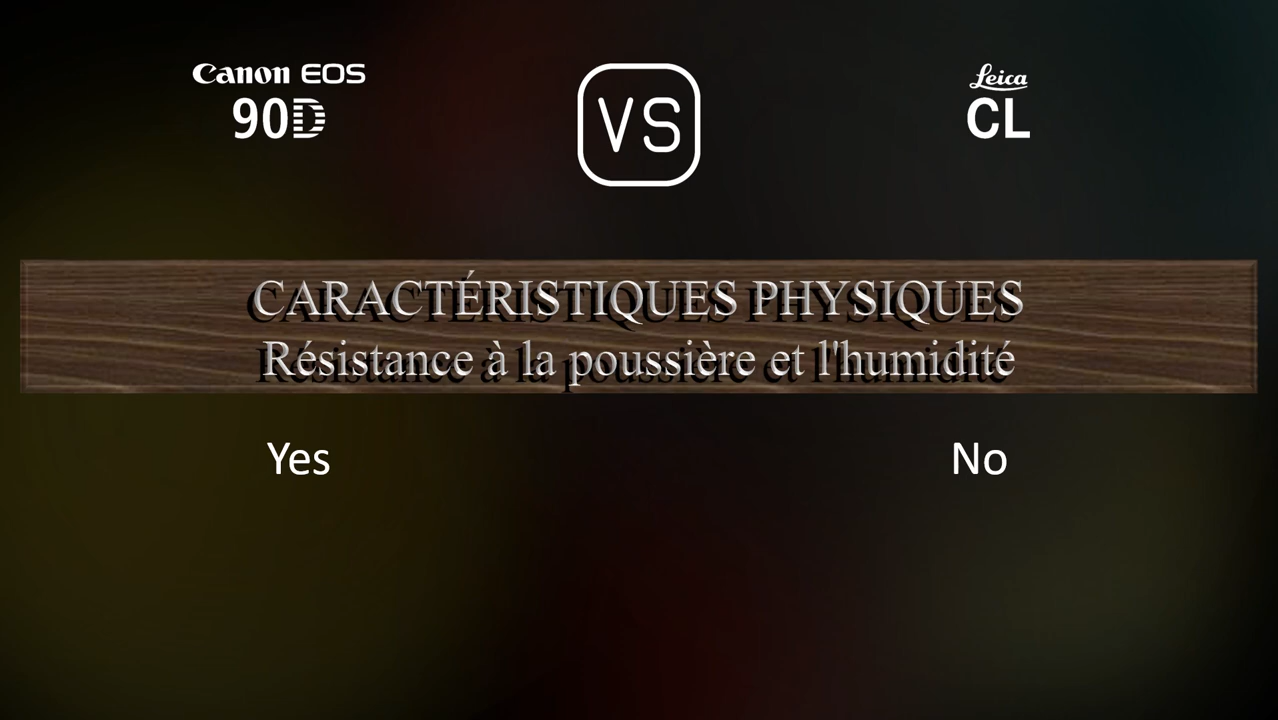 Canon EOS
90D
VS
Leica
CL
CARACTÉRISTIQUES PHYSIQUES
Résistance à la poussière et l'humidité
Yes
No